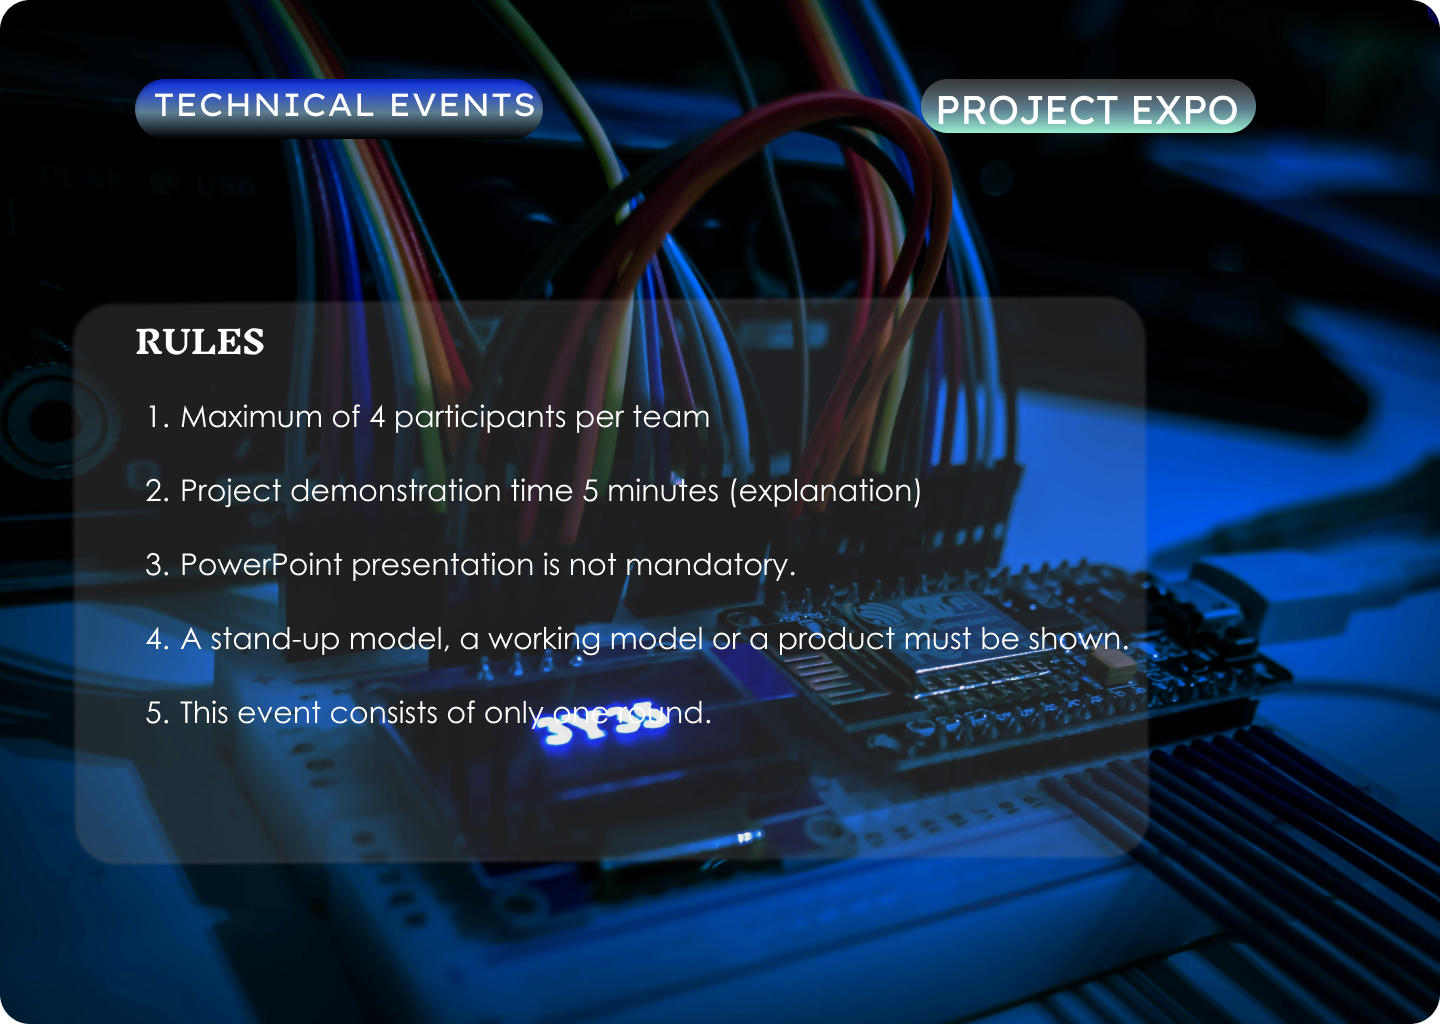 TECHNICAL EVENTS
PROJECT EXPO
PEAK USB
RULES
1. Maximum of 4 participants per team
2. Project demonstration time 5 minutes (explanation)
3. PowerPoint presentation is not mandatory.
4. A stand-up model, a working model or a product must be shown.
5. This event consists of only one round.